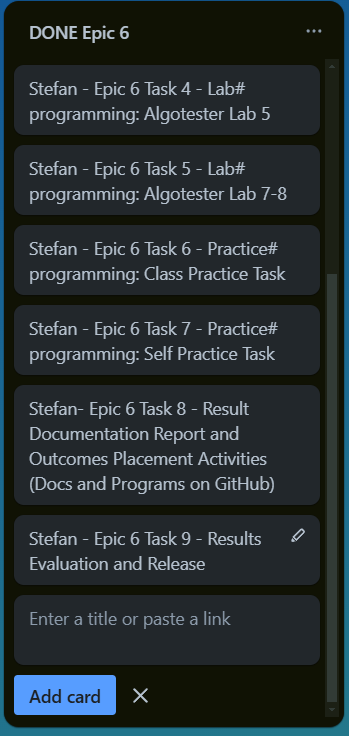 DONE Epic 6
Stefan - Epic 6 Task 4 - Lab#
programming: Algotester Lab 5
Stefan - Epic 6 Task 5 - Lab#
programming: Algotester Lab 7-8
Stefan - Epic 6 Task 6 - Practice#
programming: Class Practice Task
Stefan - Epic 6 Task 7 - Practice#
programming: Self Practice Task
Stefan- Epic 6 Task 8 - Result
Documentation Report and
Outcomes Placement Activities
(Docs and Programs on GitHub)
Stefan - Epic 6 Task 9 - Results
Evaluation and Release
Enter a title or paste a link
Add card